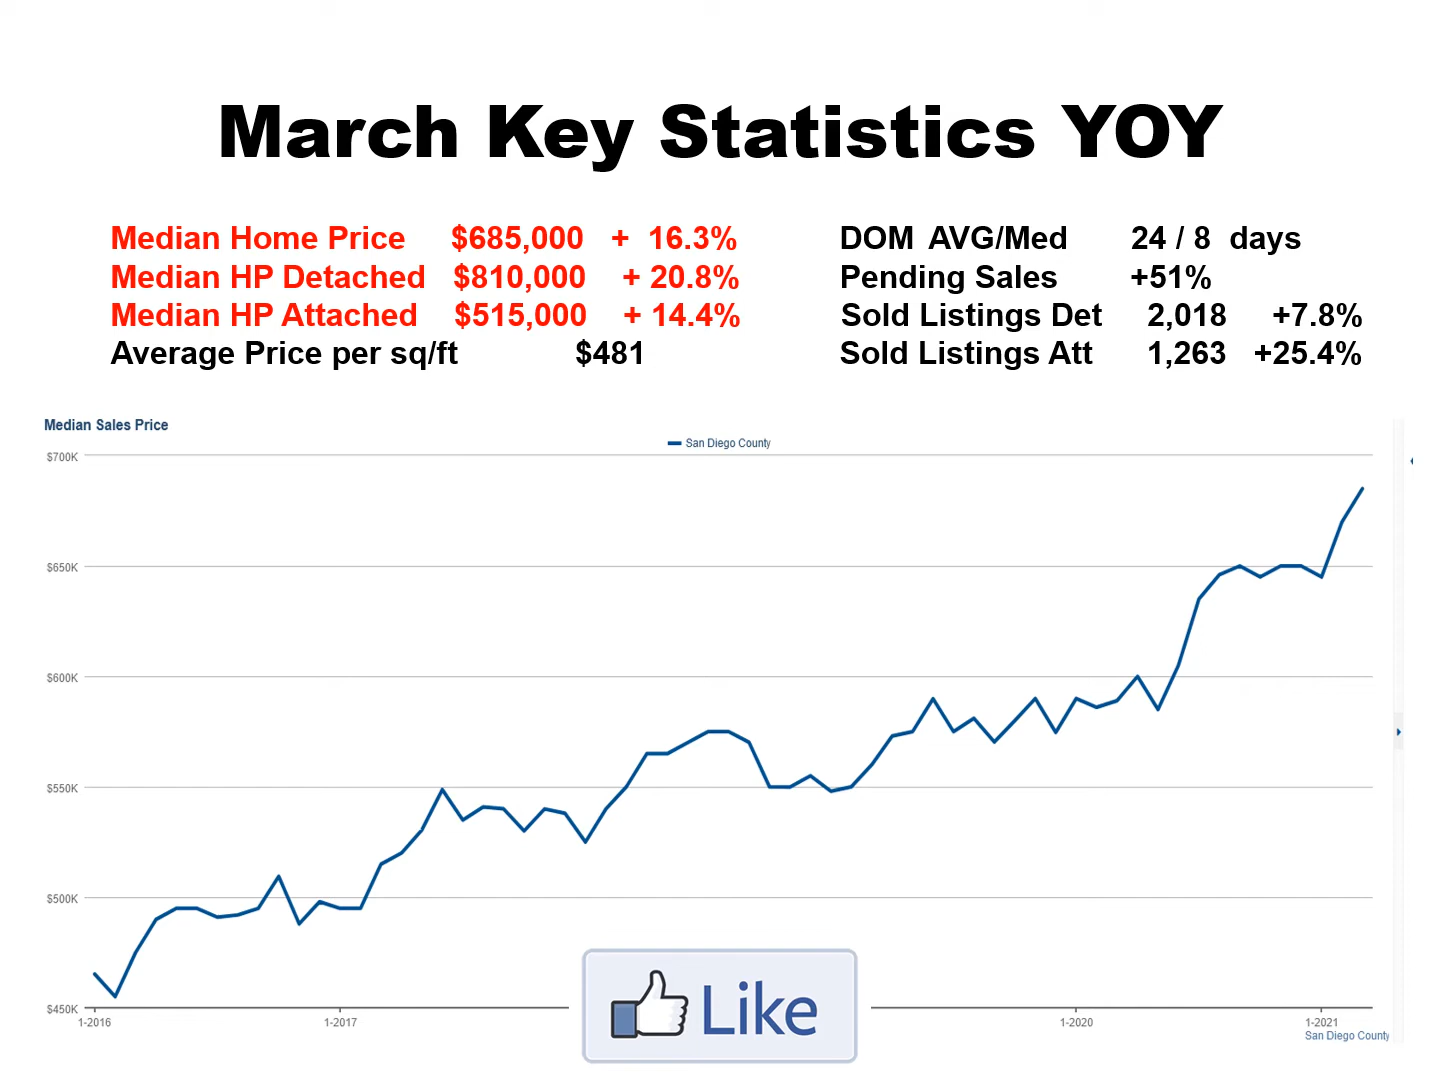 March Key Statistics YOY
Median Home Price $685,000 + 16.3%
Median HP Detached $810,000 + 20.8%
Median HP Attached $515,000 + 14.4%
Average Price per sq/ft $481
DOM AVG/Med 24 / 8 days
Pending Sales +51%
Sold Listings Det 2,018 +7.8%
Sold Listings Att 1,263 +25.4%
Median Sales Price
San Diego County
$700K
$650K
$600K
$550K
$500K
$450K
1-2016 1-2017 1-2020 1-2021
San Diego County
Like